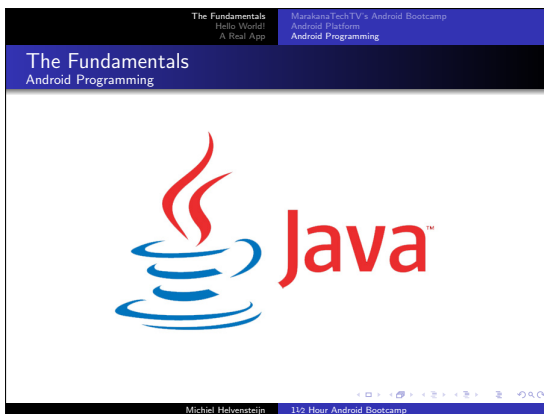 The Fundamentals
Hello World!
A Real App
MarakanaTechTV's Android Bootcamp
Android Platform
Android Programming
The Fundamentals
Android Programming
Java™
Michiel Helvensteijn
1½ Hour Android Bootcamp